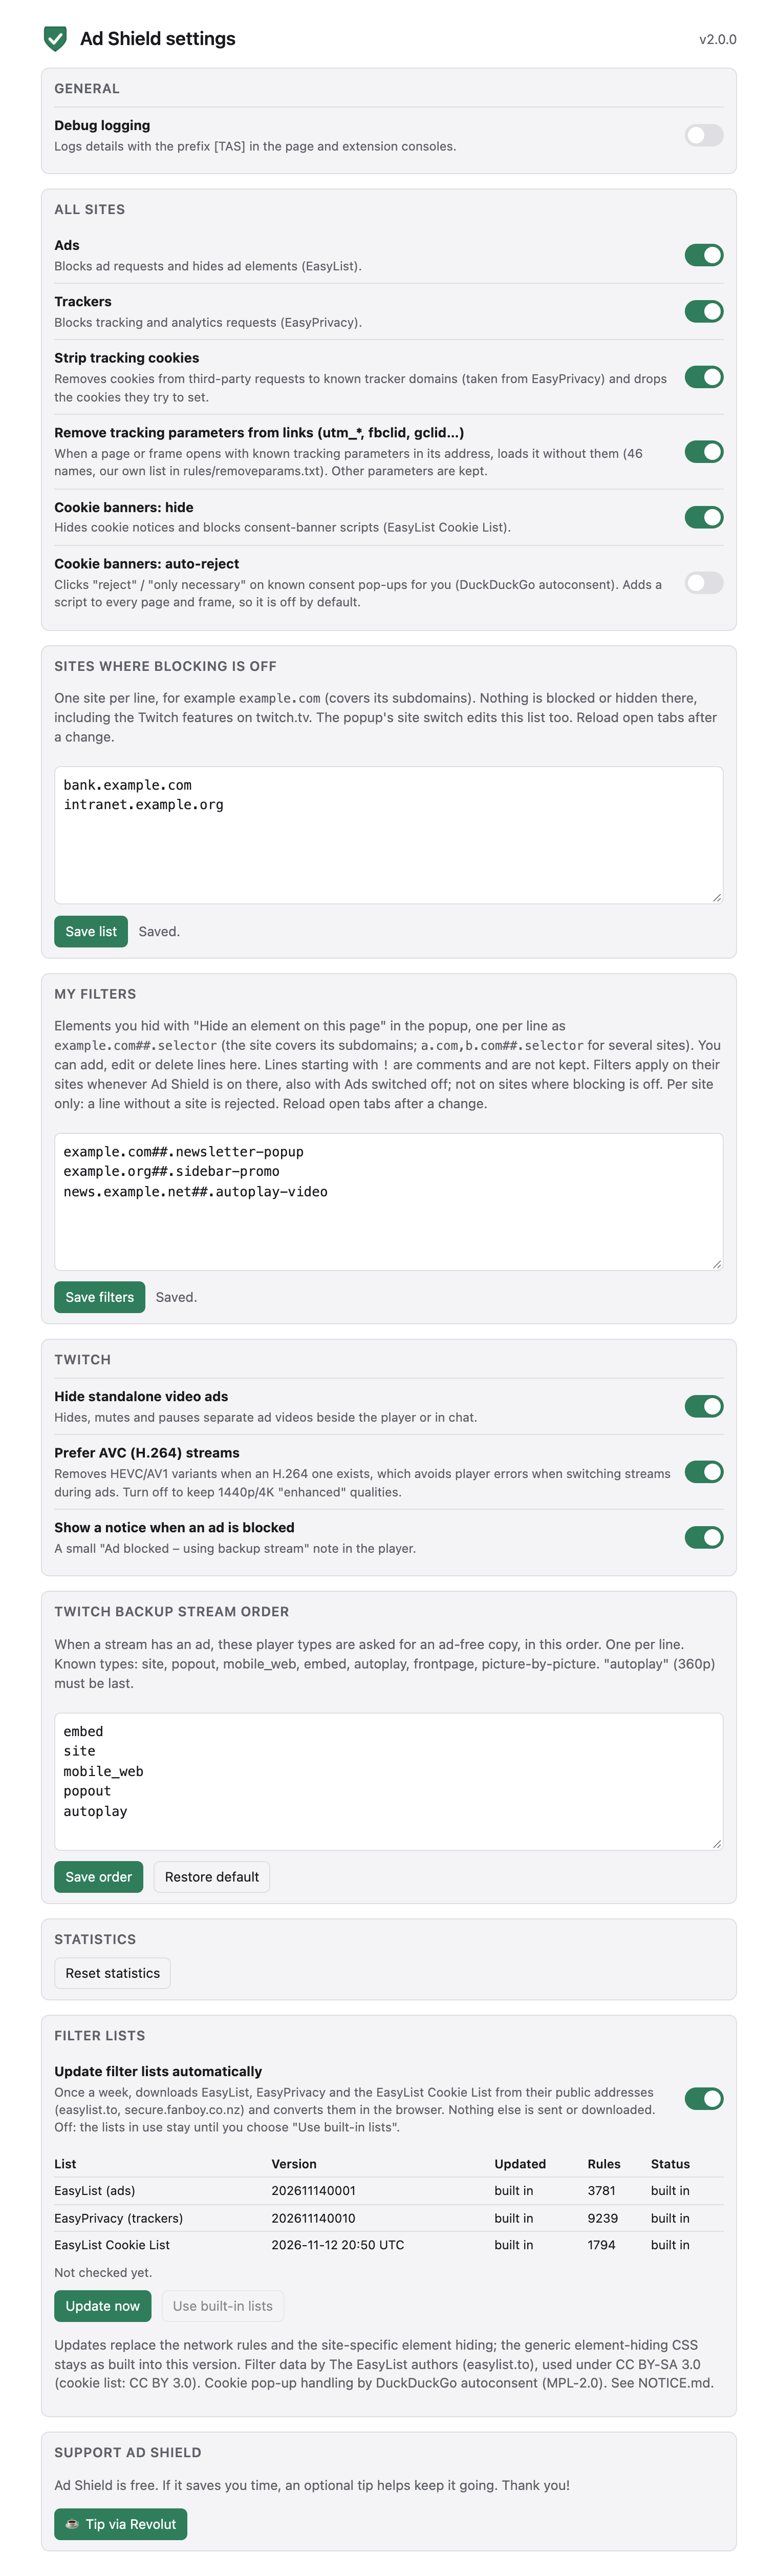 Ad Shield settings
v2.0.0
GENERAL
Debug logging
Logs details with the prefix [TAS] in the page and extension consoles.
ALL SITES
Ads
Blocks ad requests and hides ad elements (EasyList).
Trackers
Blocks tracking and analytics requests (EasyPrivacy).
Strip tracking cookies
Removes cookies from third-party requests to known tracker domains (taken from EasyPrivacy) and drops
the cookies they try to set.
Remove tracking parameters from links (utm_*, fbclid, gclid...)
When a page or frame opens with known tracking parameters in its address, loads it without them (46
names, our own list in rules/removeparams.txt). Other parameters are kept.
Cookie banners: hide
Hides cookie notices and blocks consent-banner scripts (EasyList Cookie List).
Cookie banners: auto-reject
Clicks "reject" / "only necessary" on known consent pop-ups for you (DuckDuckGo autoconsent). Adds a
script to every page and frame, so it is off by default.
SITES WHERE BLOCKING IS OFF
One site per line, for example example.com (covers its subdomains). Nothing is blocked or hidden there,
including the Twitch features on twitch.tv. The popup's site switch edits this list too. Reload open tabs after
a change.
bank.example.com
intranet.example.org
Save list
Saved.
MY FILTERS
Elements you hid with "Hide an element on this page" in the popup, one per line as
example.com##.selector (the site covers its subdomains; a.com,b.com##.selector for several sites). You
can add, edit or delete lines here. Lines starting with ! are comments and are not kept. Filters apply on their
sites whenever Ad Shield is on there, also with Ads switched off; not on sites where blocking is off. Per site
only: a line without a site is rejected. Reload open tabs after a change.
example.com##.newsletter-popup
example.org##.sidebar-promo
news.example.net##.autoplay-video
Save filters
Saved.
TWITCH
Hide standalone video ads
Hides, mutes and pauses separate ad videos beside the player or in chat.
Prefer AVC (H.264) streams
Removes HEVC/AV1 variants when an H.264 one exists, which avoids player errors when switching streams
during ads. Turn off to keep 1440p/4K "enhanced" qualities.
Show a notice when an ad is blocked
A small "Ad blocked – using backup stream" note in the player.
TWITCH BACKUP STREAM ORDER
When a stream has an ad, these player types are asked for an ad-free copy, in this order. One per line.
Known types: site, popout, mobile_web, embed, autoplay, frontpage, picture-by-picture. "autoplay" (360p)
must be last.
embed
site
mobile_web
popout
autoplay
Save order
Restore default
STATISTICS
Reset statistics
FILTER LISTS
Update filter lists automatically
Once a week, downloads EasyList, EasyPrivacy and the EasyList Cookie List from their public addresses
(easylist.to, secure.fanboy.co.nz) and converts them in the browser. Nothing else is sent or downloaded.
Off: the lists in use stay until you choose "Use built-in lists".
List Version Updated Rules Status
EasyList (ads) 202611140001 built in 3781 built in
EasyPrivacy (trackers) 202611140010 built in 9239 built in
EasyList Cookie List 2026-11-12 20:50 UTC built in 1794 built in
Not checked yet.
Update now
Use built-in lists
Updates replace the network rules and the site-specific element hiding; the generic element-hiding CSS
stays as built into this version. Filter data by The EasyList authors (easylist.to), used under CC BY-SA 3.0
(cookie list: CC BY 3.0). Cookie pop-up handling by DuckDuckGo autoconsent (MPL-2.0). See NOTICE.md.
SUPPORT AD SHIELD
Ad Shield is free. If it saves you time, an optional tip helps keep it going. Thank you!
Tip via Revolut